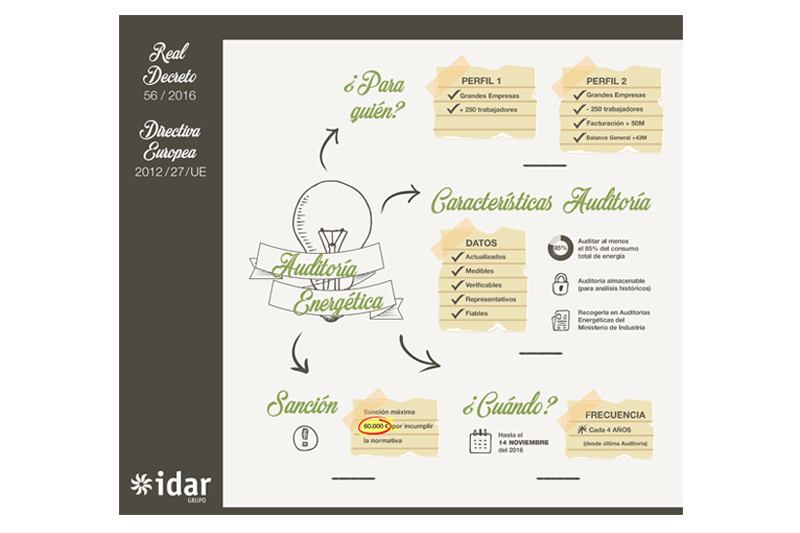 Real
Decreto
56 / 2016
Directiva
Europea
2012/27/UE
¿Para
quién?
PERFIL 1
Grandes Empresas
+ 250 trabajadores
PERFIL 2
Grandes Empresas
- 250 trabajadores
Facturación + 50M
Balance General +43M
Características Auditoría
DATOS
Actualizados
Medibles
Verificables
Representativos
Fiables
85%
Auditar al menos
el 85% del consumo
total de energía
Auditoria almacenable
(para análisis históricos)
Recogerla en Auditorías
Energéticas del
Ministerio de Industria
Auditoría
Energética
Sanción
Sanción máxima
60.000 € por incumplir
la normativa
¿Cuándo?
Hasta el
14 NOVIEMBRE
del 2016
FRECUENCIA
Cada 4 AÑOS
(desde última Auditoría)
idar
GRUPO